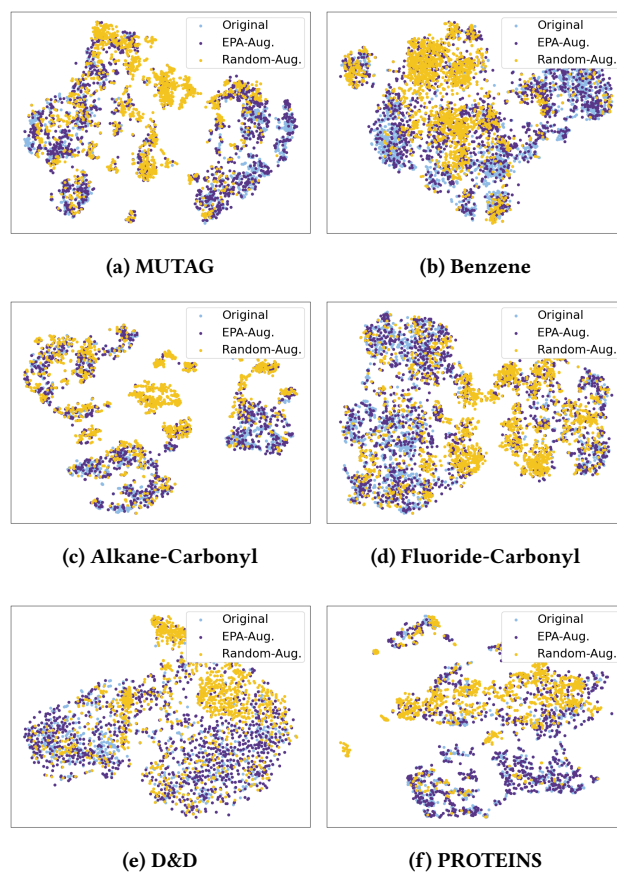 Original
EPA-Aug.
Random-Aug.
Original
EPA-Aug.
Random-Aug.
(a) MUTAG
(b) Benzene
Original
EPA-Aug.
Random-Aug.
Original
EPA-Aug.
Random-Aug.
(c) Alkane-Carbonyl
(d) Fluoride-Carbonyl
Original
EPA-Aug.
Random-Aug.
Original
EPA-Aug.
Random-Aug.
(e) D&D
(f) PROTEINS